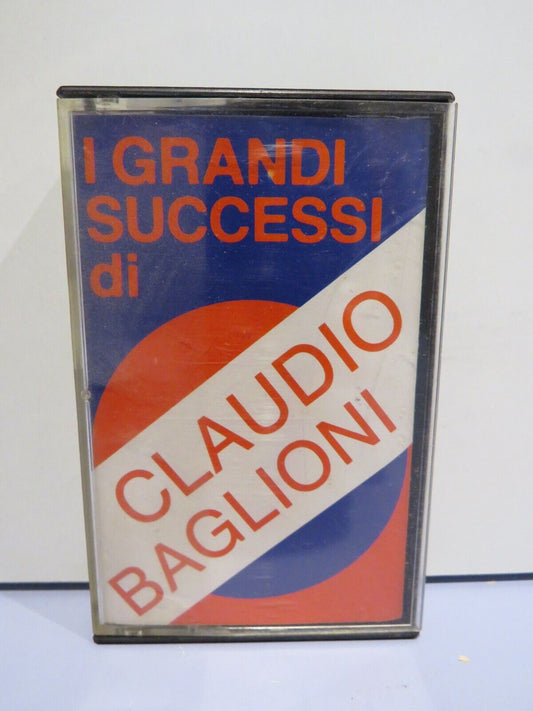 I GRANDI
SUCCESSI
di
CLAUDIO
BAGLIONI